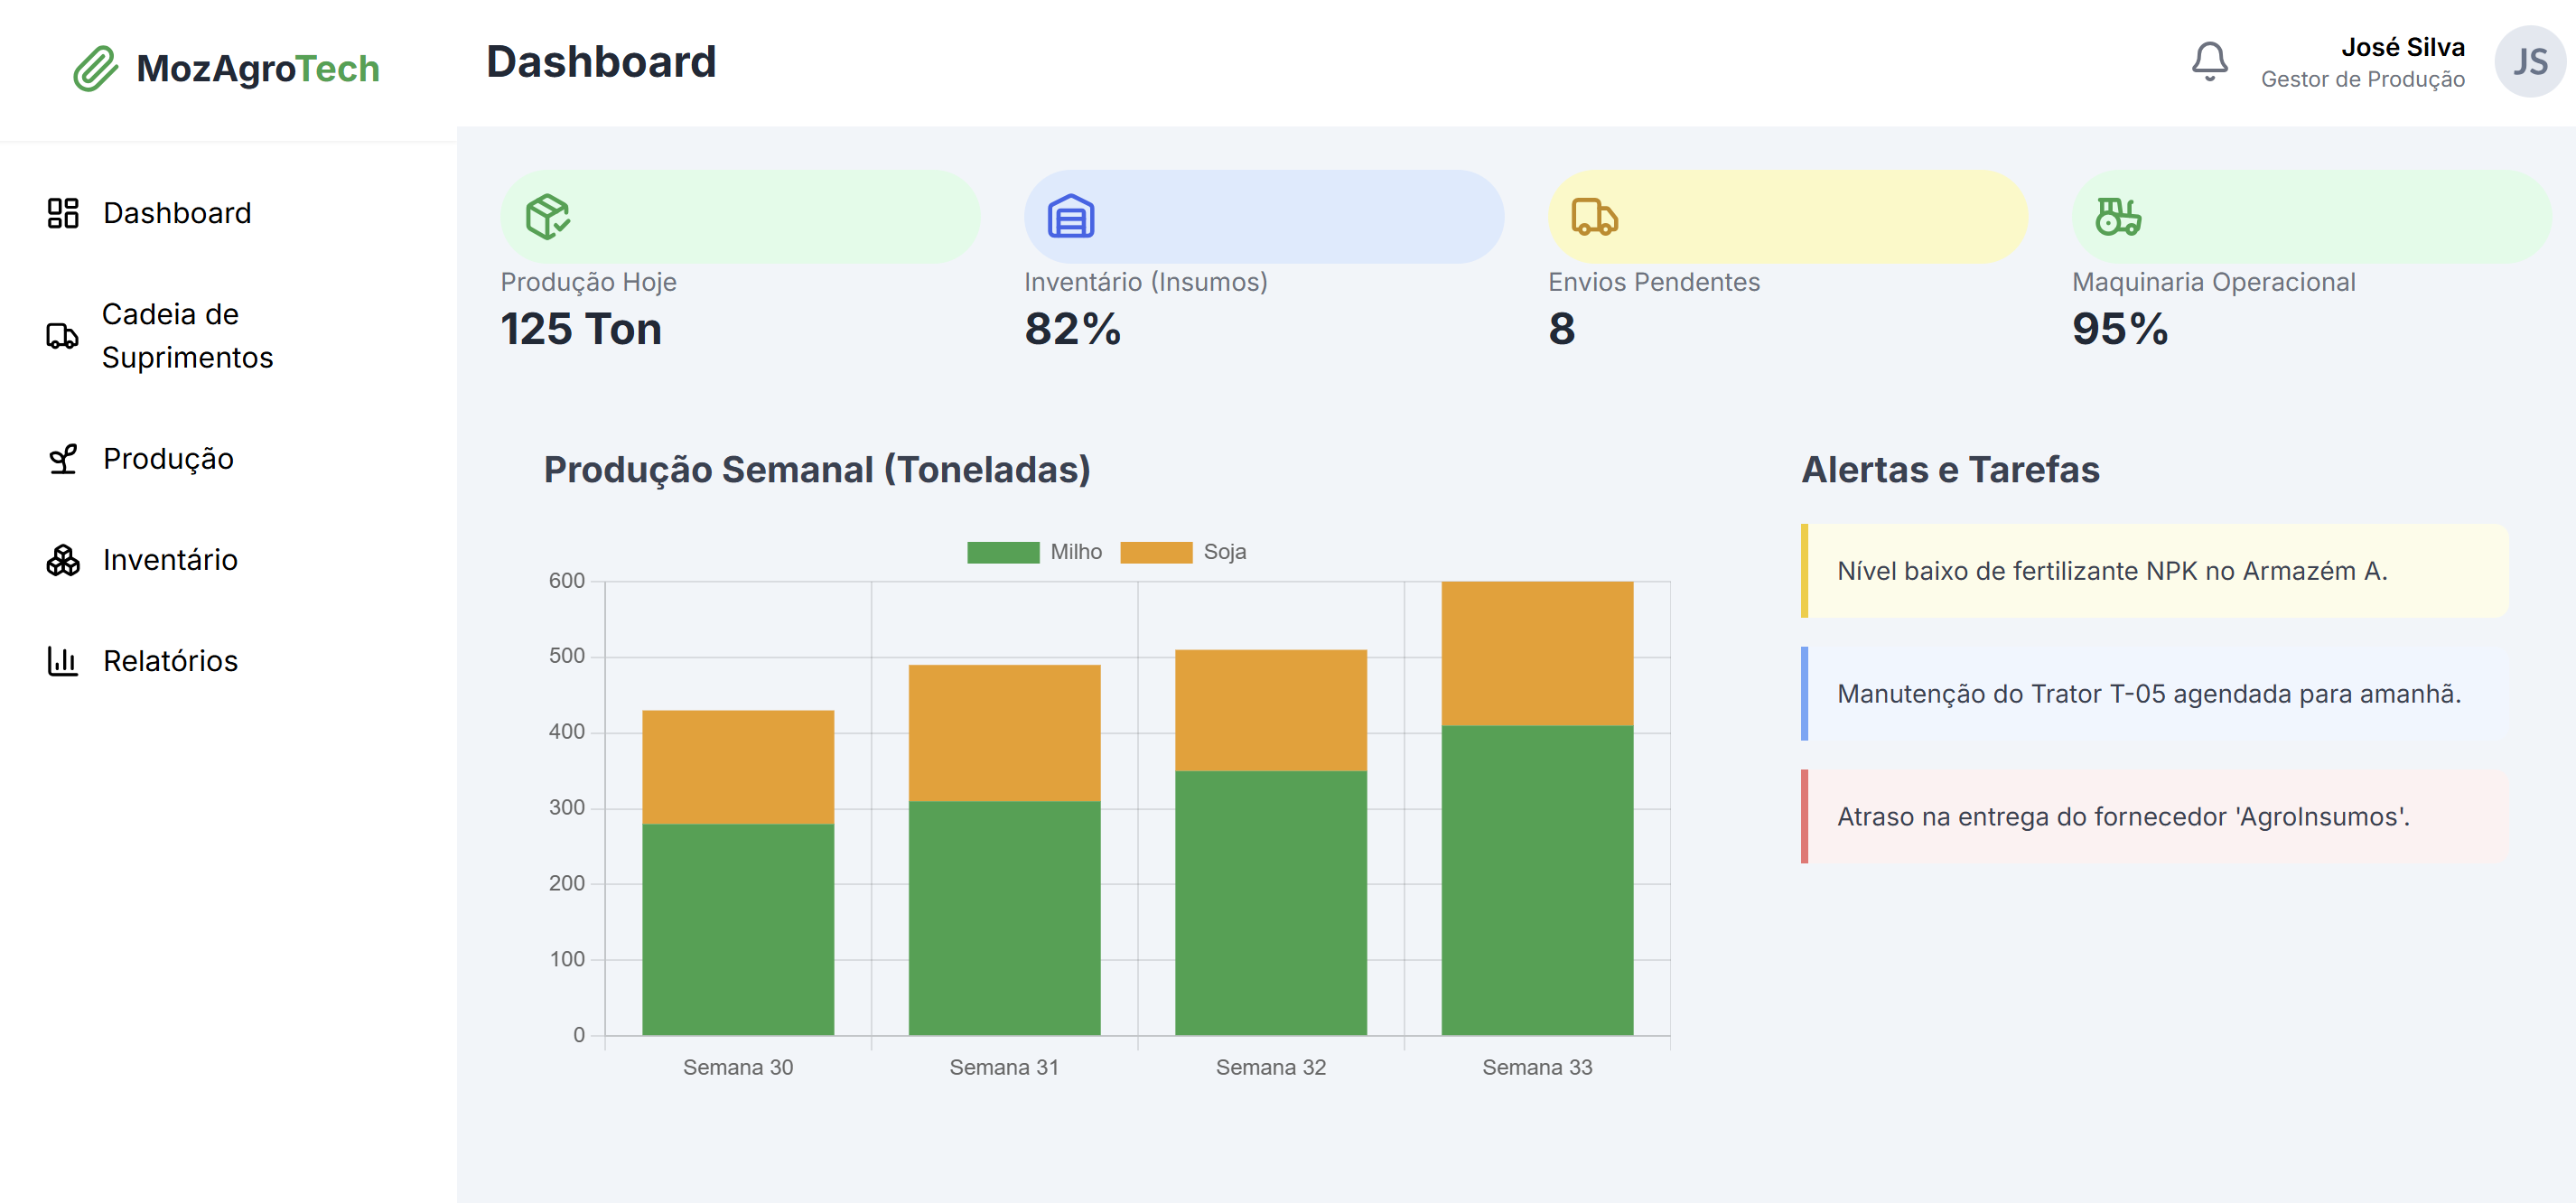 MozAgroTech
Dashboard
José Silva
Gestor de Produção
JS
Dashboard
Cadeia de
Suprimentos
Produção
Inventário
Relatórios
Produção Hoje
125 Ton
Inventário (Insumos)
82%
Envios Pendentes
8
Maquinaria Operacional
95%
Produção Semanal (Toneladas)
Milho Soja
600
500
400
300
200
100
0
Semana 30 Semana 31 Semana 32 Semana 33
Alertas e Tarefas
Nível baixo de fertilizante NPK no Armazém A.
Manutenção do Trator T-05 agendada para amanhã.
Atraso na entrega do fornecedor 'AgroInsumos'.